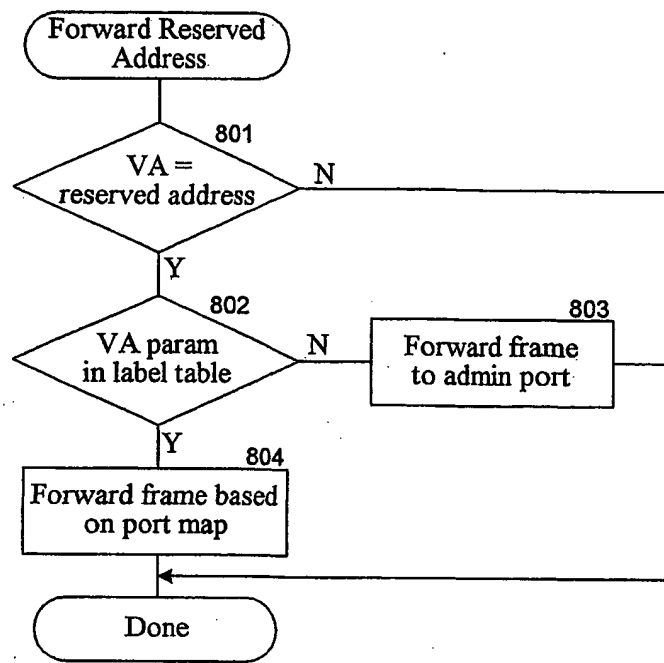 Forward Reserved
Address
801
VA =
reserved address
N
Y
802
VA param
in label table
N
803
Forward frame
to admin port
Y
804
Forward frame based
on port map
Done